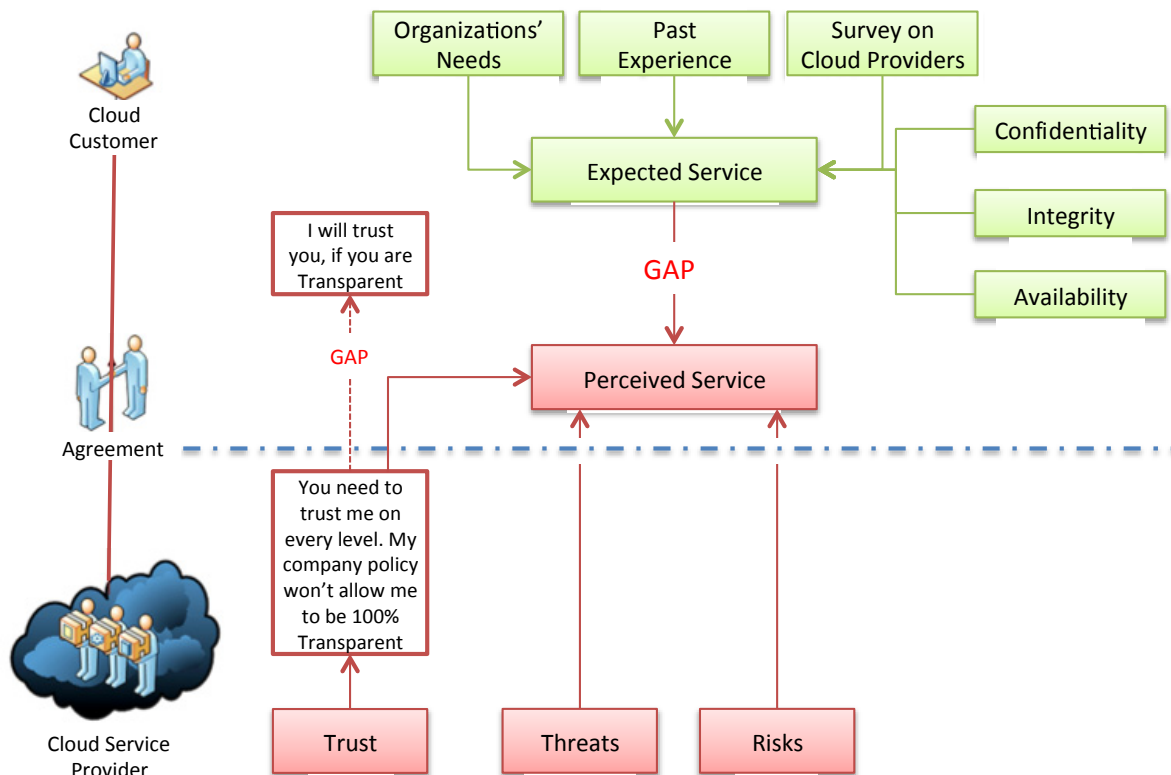 Organizations'
Needs
Past
Experience
Survey on
Cloud Providers
Cloud
Customer
Confidentiality
Expected Service
Integrity
I will trust
you, if you are
Transparent
GAP
Availability
GAP
Perceived Service
Agreement
You need to
trust me on
every level. My
company policy
won't allow me
to be 100%
Transparent
Trust
Threats
Risks
Cloud Service
Provider